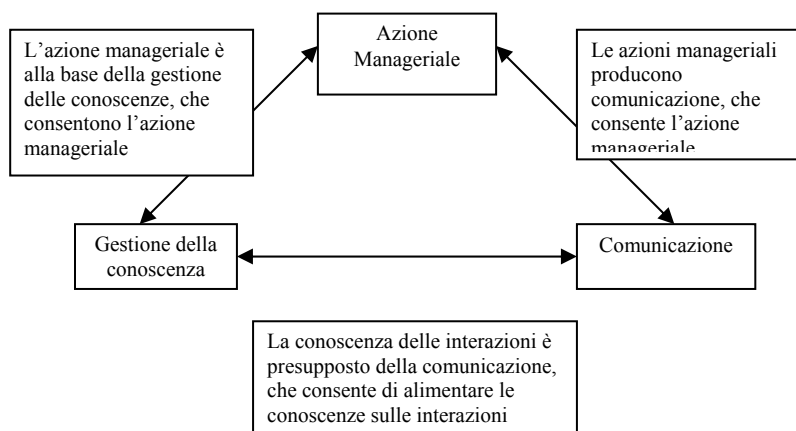 Azione
Manageriale
L’azione manageriale è
alla base della gestione
delle conoscenze, che
consentono l’azione
manageriale
Le azioni manageriali
producono
comunicazione, che
consente l’azione
manageriale
Gestione della
conoscenza
Comunicazione
La conoscenza delle interazioni è
presupposto della comunicazione,
che consente di alimentare le
conoscenze sulle interazioni